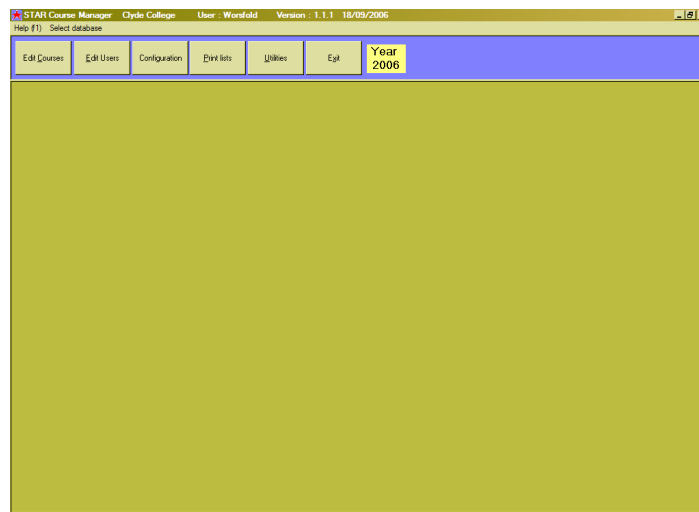 STAR Course Manager Clyde College User : Worsfold Version : 1.1.1 18/09/2006
Help (f1) Select database
Edit Courses Edit Users Configuration Print lists Utilities Exit Year
2006